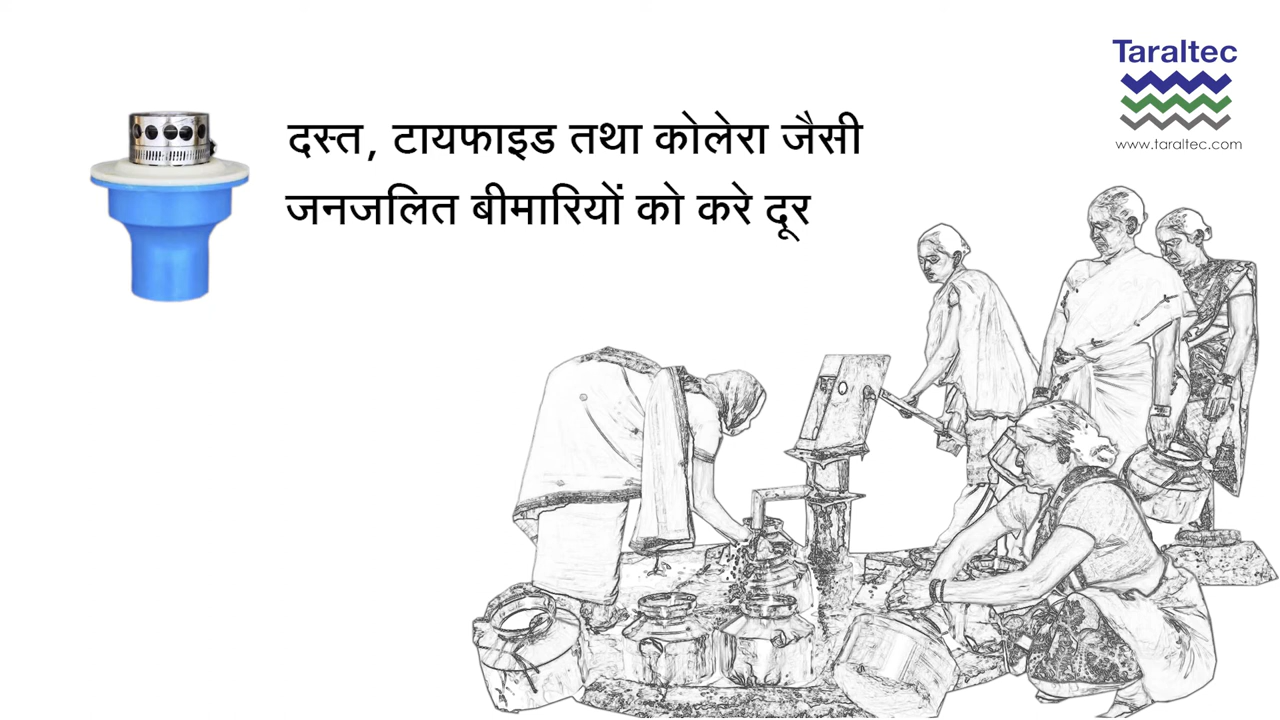 दस्त, टायफाइड तथा कोलेरा जैसी
जनजलित बीमारियों को करे दूर
Taraltec
www.taraltec.com